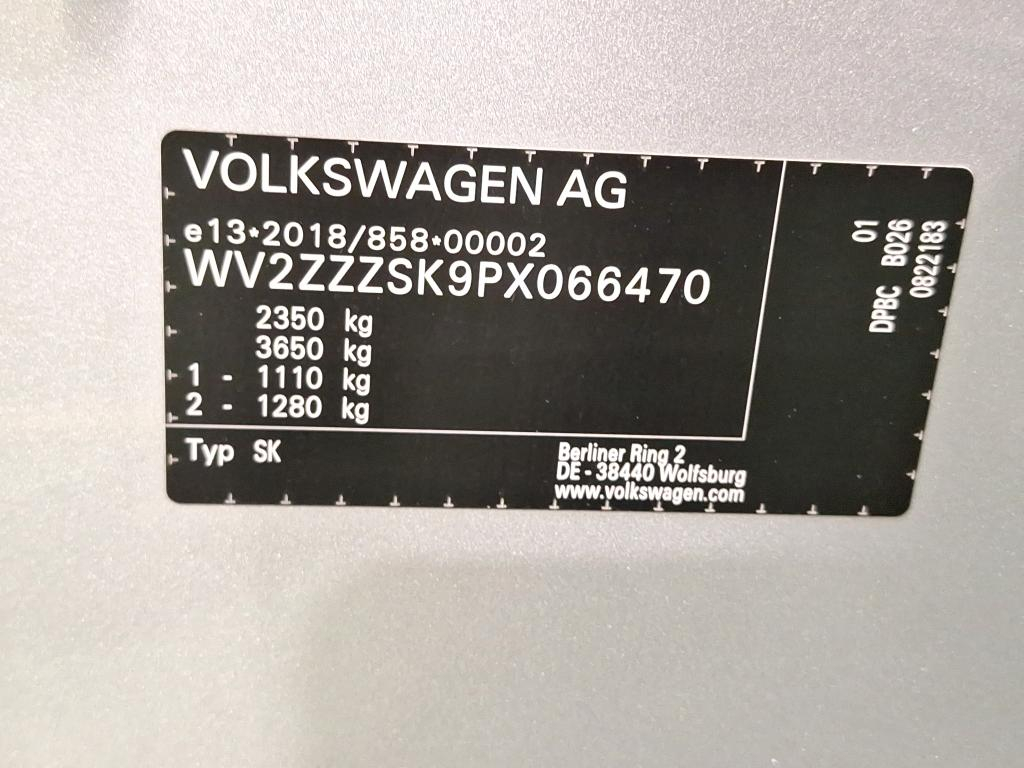 VOLKSWAGEN AG
e13*2018/858*00002
WV2ZZZSK9PX066470
2350 kg
3650 kg
1 - 1110 kg
2 - 1280 kg
Typ SK
Berliner Ring 2
DE - 38440 Wolfsburg
www.volkswagen.com
01
DPBC B026
0822183